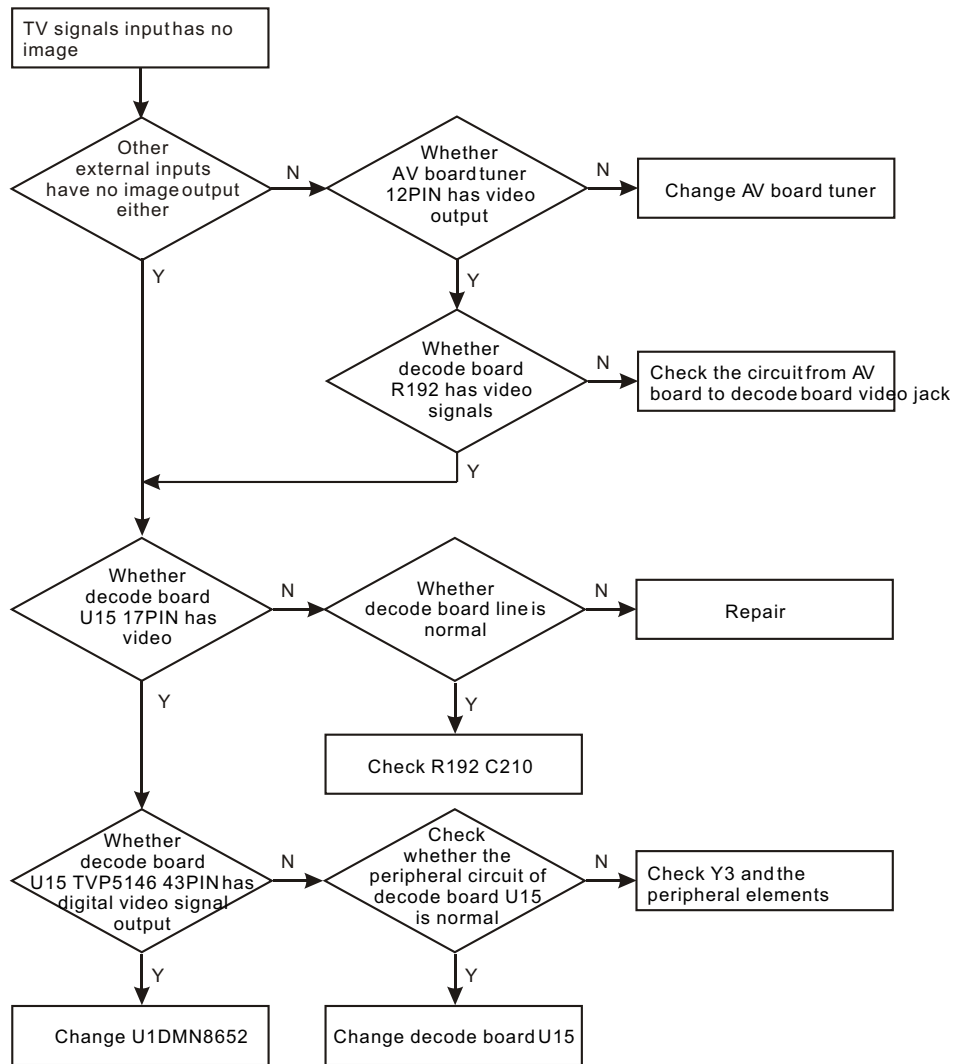 TV signals input has no
image
Other
external inputs
have no image output
either
N
Whether
AV board tuner
12PIN has video
output
N
Change AV board tuner
Y
Y
Whether
decode board
R192 has video
signals
N
Check the circuit from AV
board to decode board video jack
Y
Whether
decode board
U15 17PIN has
video
N
Whether
decode board line is
normal
N
Repair
Y
Y
Check R192 C210
Whether
decode board
U15 TVP5146 43PIN has
digital video signal
output
N
Check
whether the
peripheral circuit of
decode board U15
is normal
N
Check Y3 and the
peripheral elements
Y
Y
Change U1DMN8652
Change decode board U15